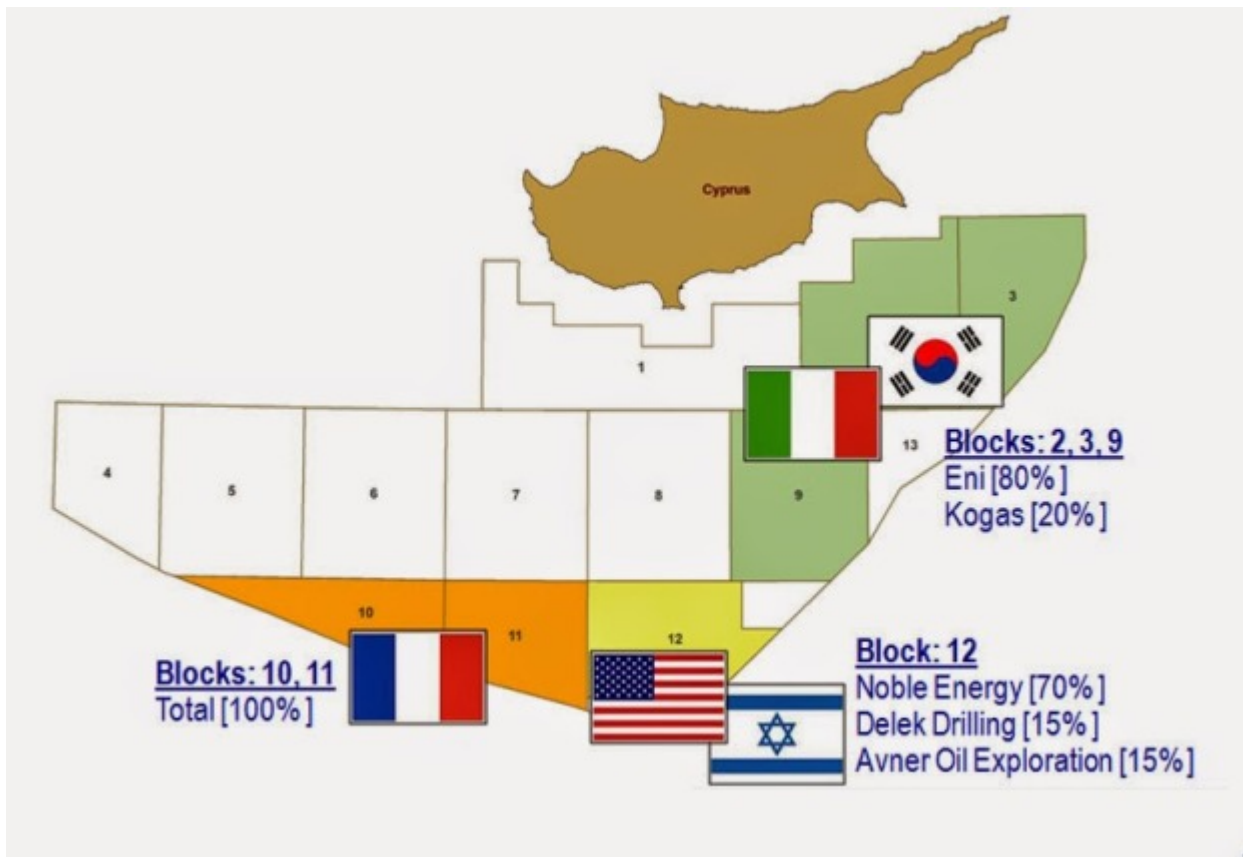 Cyprus
3
1
13
Blocks: 2, 3, 9
Eni [80%]
Kogas [20%]
4
5
6
7
8
9
10
11
12
Blocks: 10, 11
Total [100%]
Block: 12
Noble Energy [70%]
Delek Drilling [15%]
Avner Oil Exploration [15%]